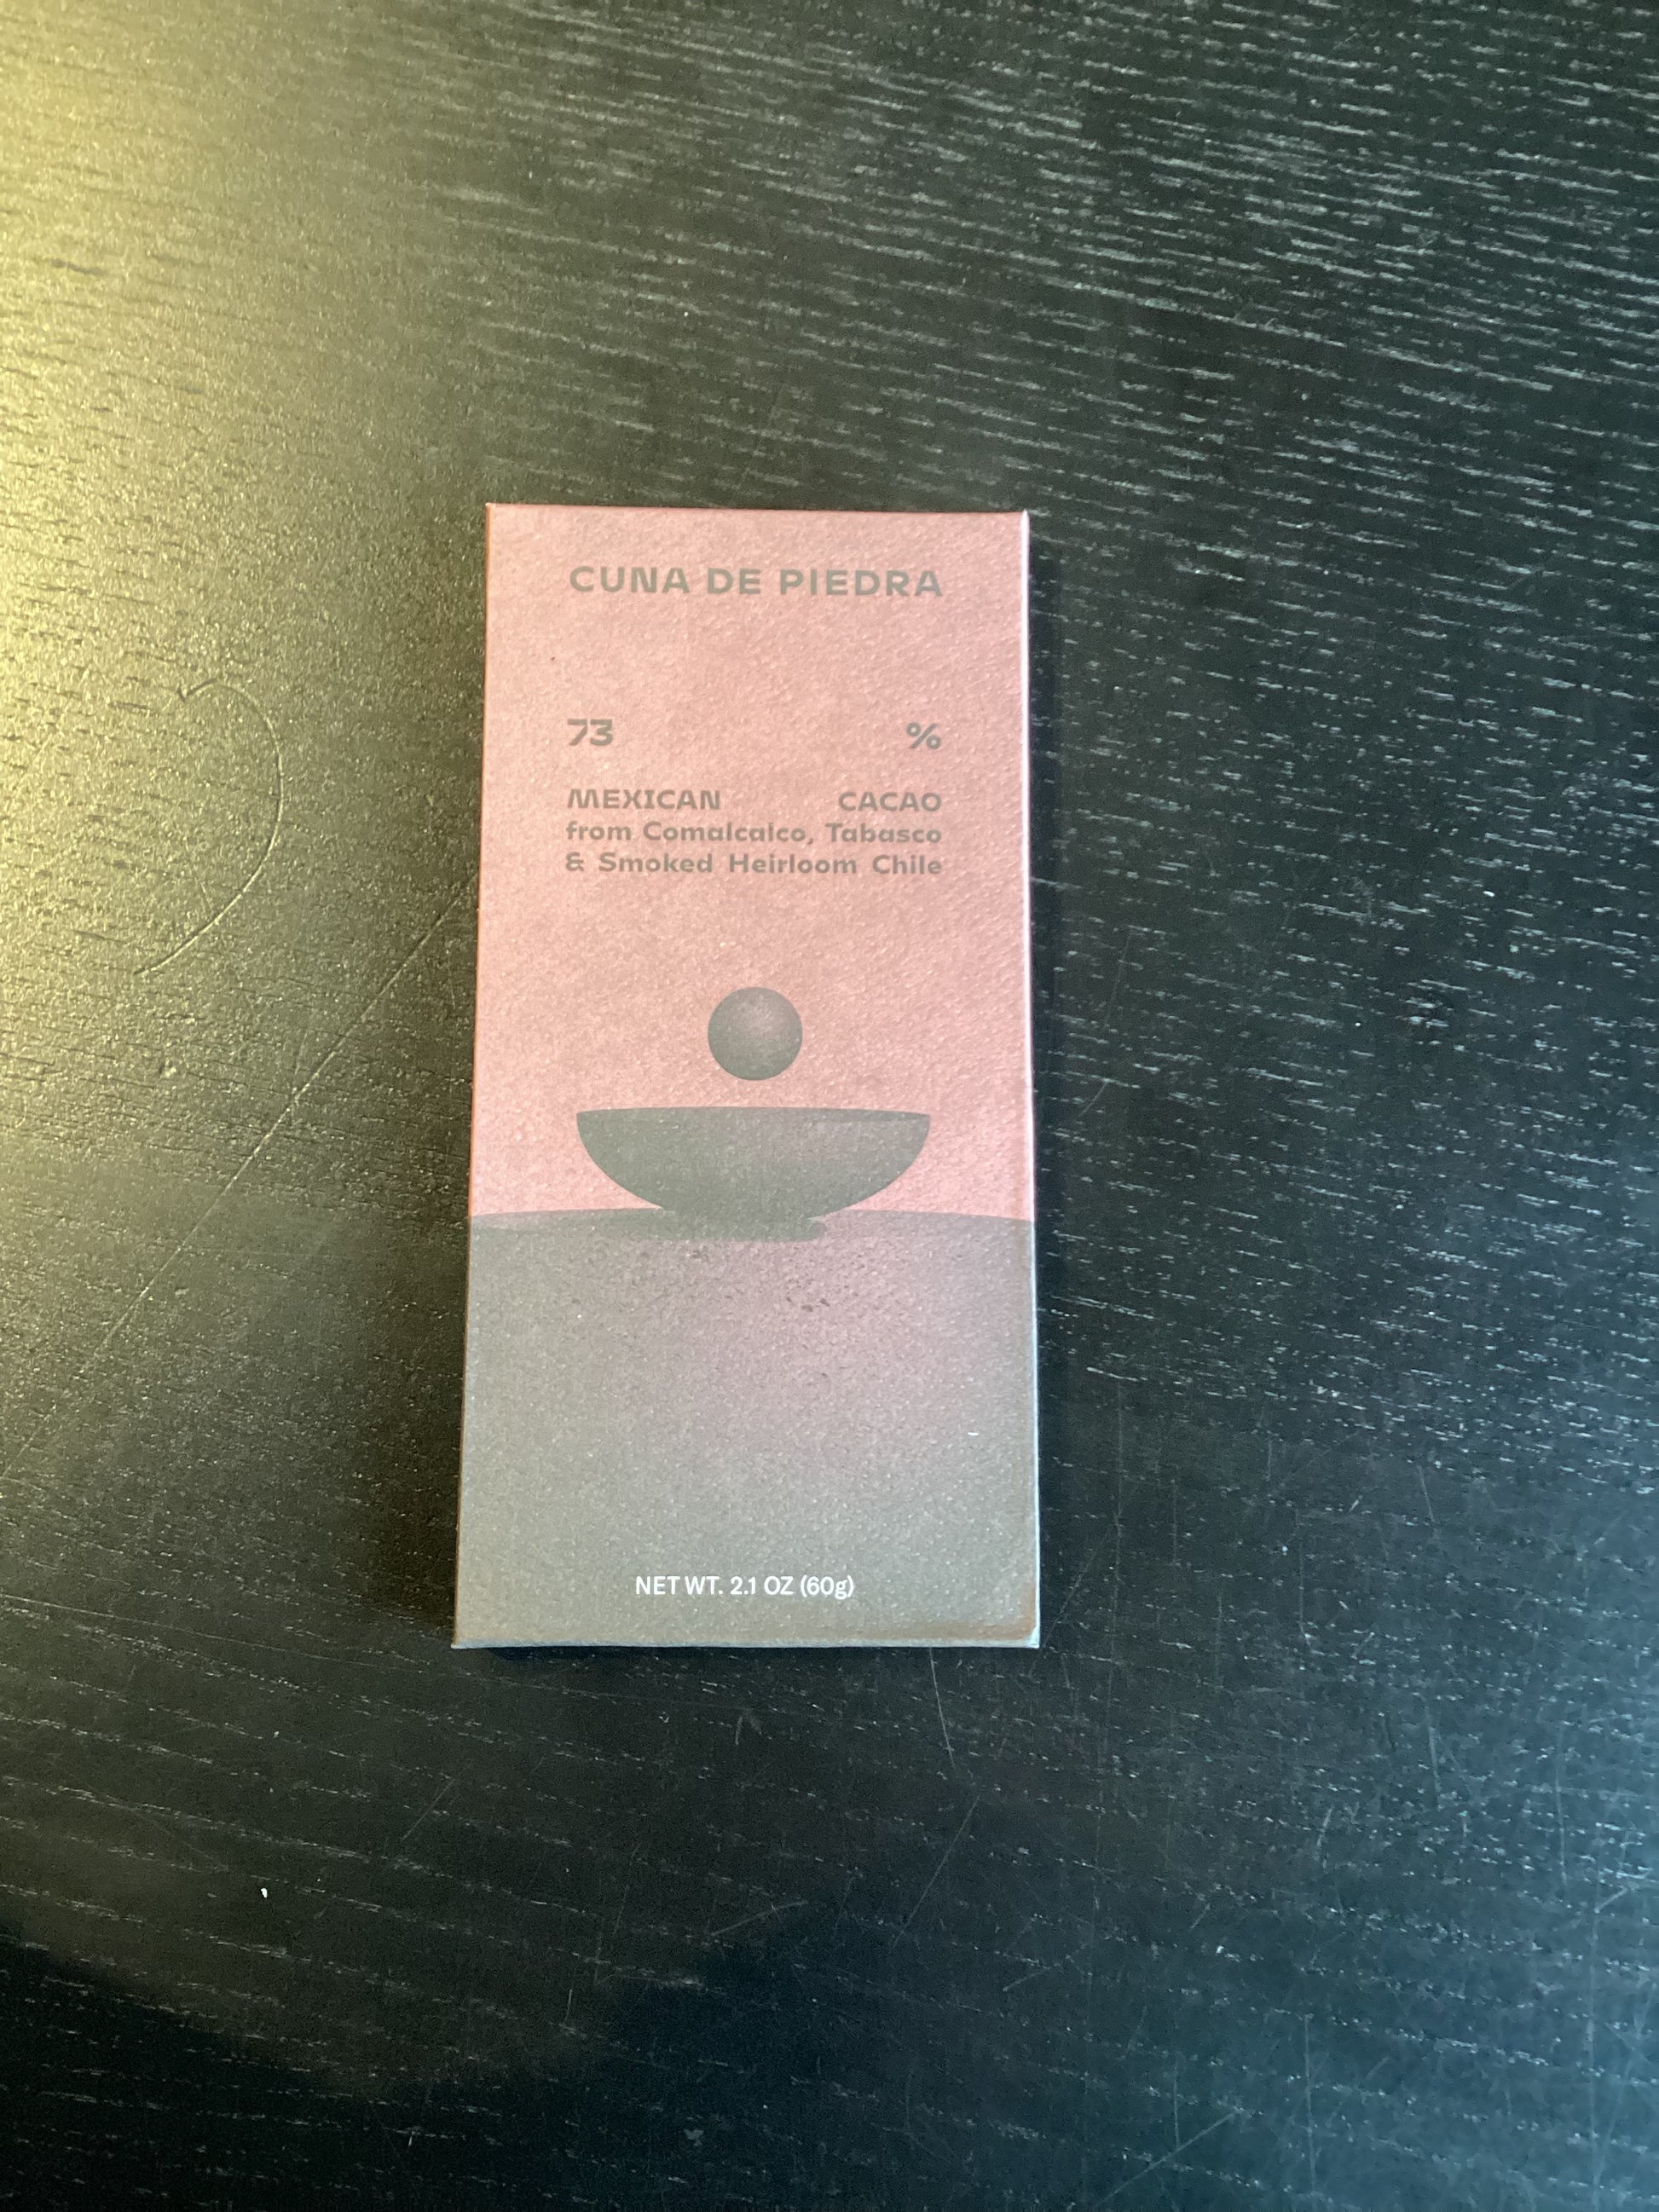 CUNA DE PIEDRA
73 %
MEXICAN CACAO
from Comalcalco, Tabasco
& Smoked Heirloom Chile
NET WT. 2.1 OZ (60g)